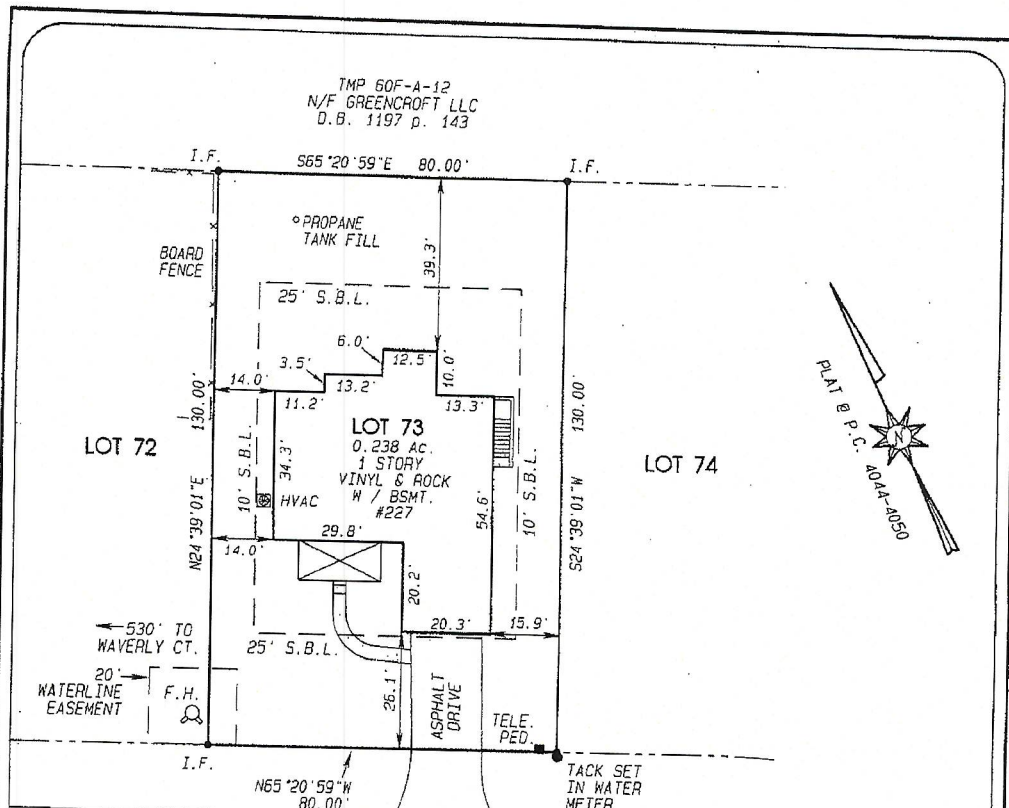 TMP 60F-A-12
N/F GREENCROFT LLC
D.B. 1197 p. 143
I.F.
S65°20'59"E 80.00'
I.F.
PROPANE
TANK FILL
BOARD
FENCE
39.3'
25' S.B.L.
6.0'
12.5'
10.0'
3.5'
13.2'
14.0'
11.2'
13.3'
130.00'
130.00'
PLAT @ P.C. 4044-4050
N
LOT 72
LOT 73
0.238 AC.
1 STORY
VINYL & ROCK
W / BSMT.
#227
LOT 74
10' S.B.L.
34.3'
HVAC
54.6'
10' S.B.L.
N24°39'01"E
S24°39'01"W
29.8'
14.0'
20.2'
20.3'
15.9'
530' TO
WAVERLY CT.
25' S.B.L.
20'
WATERLINE
EASEMENT
F.H.
26.1'
ASPHALT
DRIVE
TELE.
PED.
I.F.
N65°20'59"W
80.00'
TACK SET
IN WATER
METER